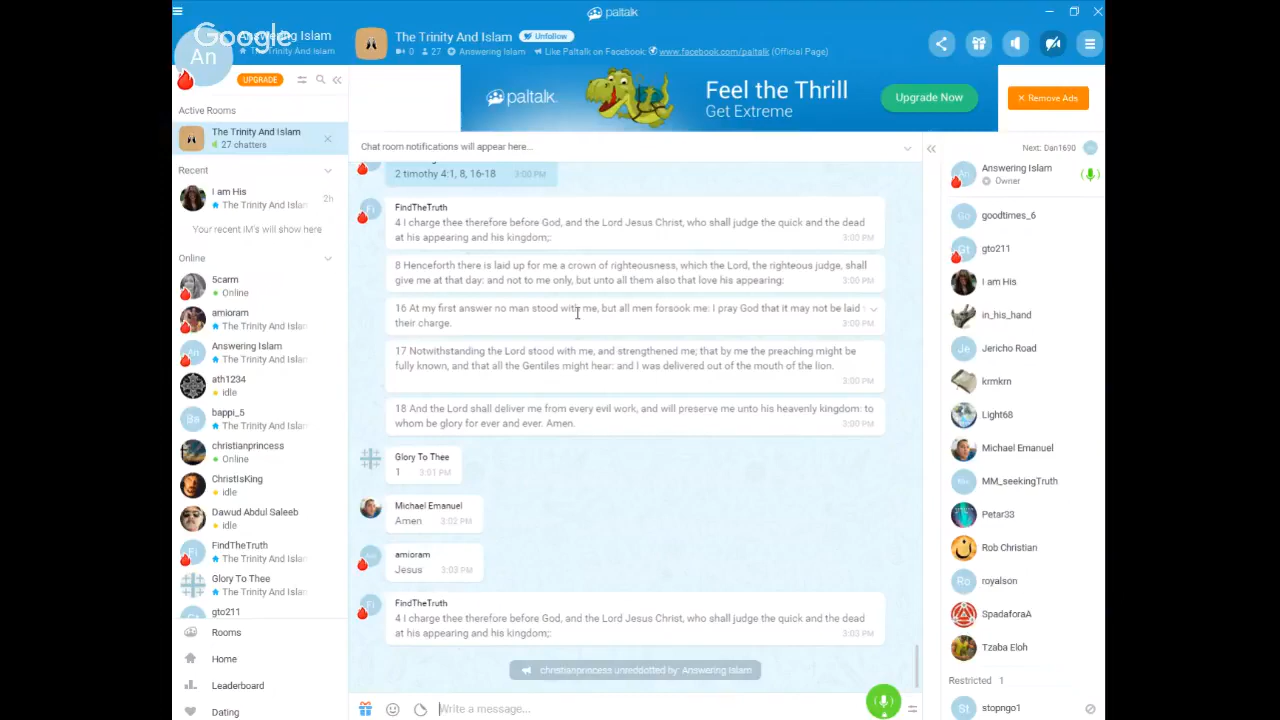 paltalk
Google
Answering Islam
The Trinity And Islam
An
The Trinity And Islam
Unfollow
0 27 Answering Islam Like Paltalk on Facebook: www.facebook.com/paltalk (Official Page)
UPGRADE
Active Rooms
The Trinity And Islam
27 chatters
Recent
I am His
The Trinity And Islam
2h
Your recent IM's will show here
Online
5carn
Online
amioram
The Trinity And Islam
An
Answering Islam
The Trinity And Islam
ath1234
idle
Ba
bappi_5
The Trinity And Islam
christianprincess
Online
ChristIsKing
idle
Dawud Abdul Saleeb
idle
Fi
FindTheTruth
The Trinity And Islam
Glory To Thee
The Trinity And Islam
gto211
Rooms
Home
Leaderboard
Dating
paltalk
Feel the Thrill
Get Extreme
Upgrade Now
Remove Ads
Chat room notifications will appear here...
2 timothy 4:1, 8, 16-18 3:00 PM
Fi
FindTheTruth
4 I charge thee therefore before God, and the Lord Jesus Christ, who shall judge the quick and the dead
at his appearing and his kingdom;: 3:00 PM
8 Henceforth there is laid up for me a crown of righteousness, which the Lord, the righteous judge, shall
give me at that day: and not to me only, but unto all them also that love his appearing: 3:00 PM
16 At my first answer no man stood with me, but all men forsook me: I pray God that it may not be laid
their charge. 3:00 PM
17 Notwithstanding the Lord stood with me, and strengthened me; that by me the preaching might be
fully known, and that all the Gentiles might hear: and I was delivered out of the mouth of the lion.
3:00 PM
18 And the Lord shall deliver me from every evil work, and will preserve me unto his heavenly kingdom: to
whom be glory for ever and ever. Amen. 3:00 PM
Glory To Thee
1 3:01 PM
Michael Emanuel
Amen 3:02 PM
Am
amioram
Jesus 3:03 PM
Fi
FindTheTruth
4 I charge thee therefore before God, and the Lord Jesus Christ, who shall judge the quick and the dead
at his appearing and his kingdom;: 3:03 PM
christianprincess unreddotted by: Answering Islam
Write a message...
Next: Dan1690
An
Answering Islam
Owner
Go
goodtimes_6
Gt
gto211
I am His
in_his_hand
Je
Jericho Road
krmkrn
Light68
Michael Emanuel
MM_seekingTruth
Petar33
Rob Christian
Ro
royalson
SpadaforaA
Tzaba Eloh
Restricted 1
St
stopngo1